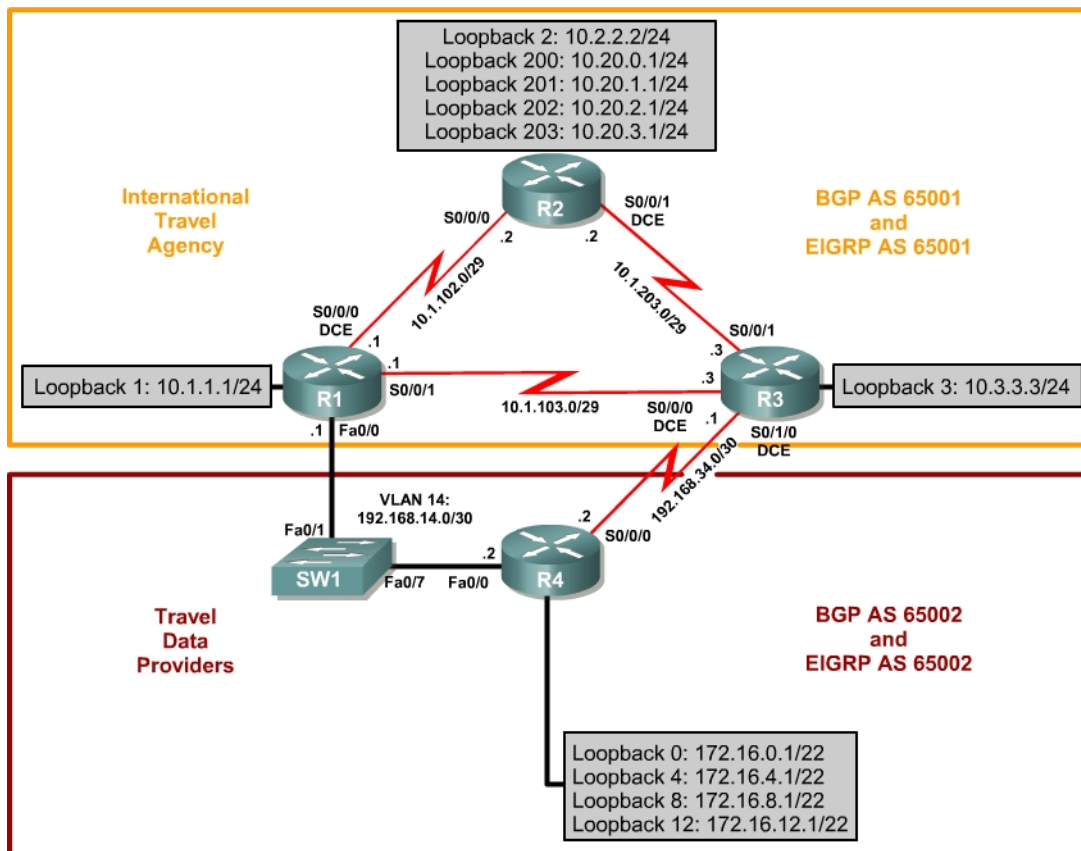 Loopback 2: 10.2.2.2/24
Loopback 200: 10.20.0.1/24
Loopback 201: 10.20.1.1/24
Loopback 202: 10.20.2.1/24
Loopback 203: 10.20.3.1/24
International
Travel
Agency
BGP AS 65001
and
EIGRP AS 65001
S0/0/0
R2
S0/0/1
DCE
.2
.2
10.1.102.0/29
10.1.203.0/29
S0/0/0
DCE
.1
S0/0/1
.3
Loopback 1: 10.1.1.1/24
R1
.1
S0/0/1
10.1.103.0/29
.3
R3
Loopback 3: 10.3.3.3/24
S0/0/0
DCE
.1
S0/1/0
DCE
.1
Fa0/0
192.168.34.0/30
VLAN 14:
192.168.14.0/30
Fa0/1
.2
S0/0/0
SW1
Fa0/7
.2
Fa0/0
R4
Travel
Data
Providers
BGP AS 65002
and
EIGRP AS 65002
Loopback 0: 172.16.0.1/22
Loopback 4: 172.16.4.1/22
Loopback 8: 172.16.8.1/22
Loopback 12: 172.16.12.1/22